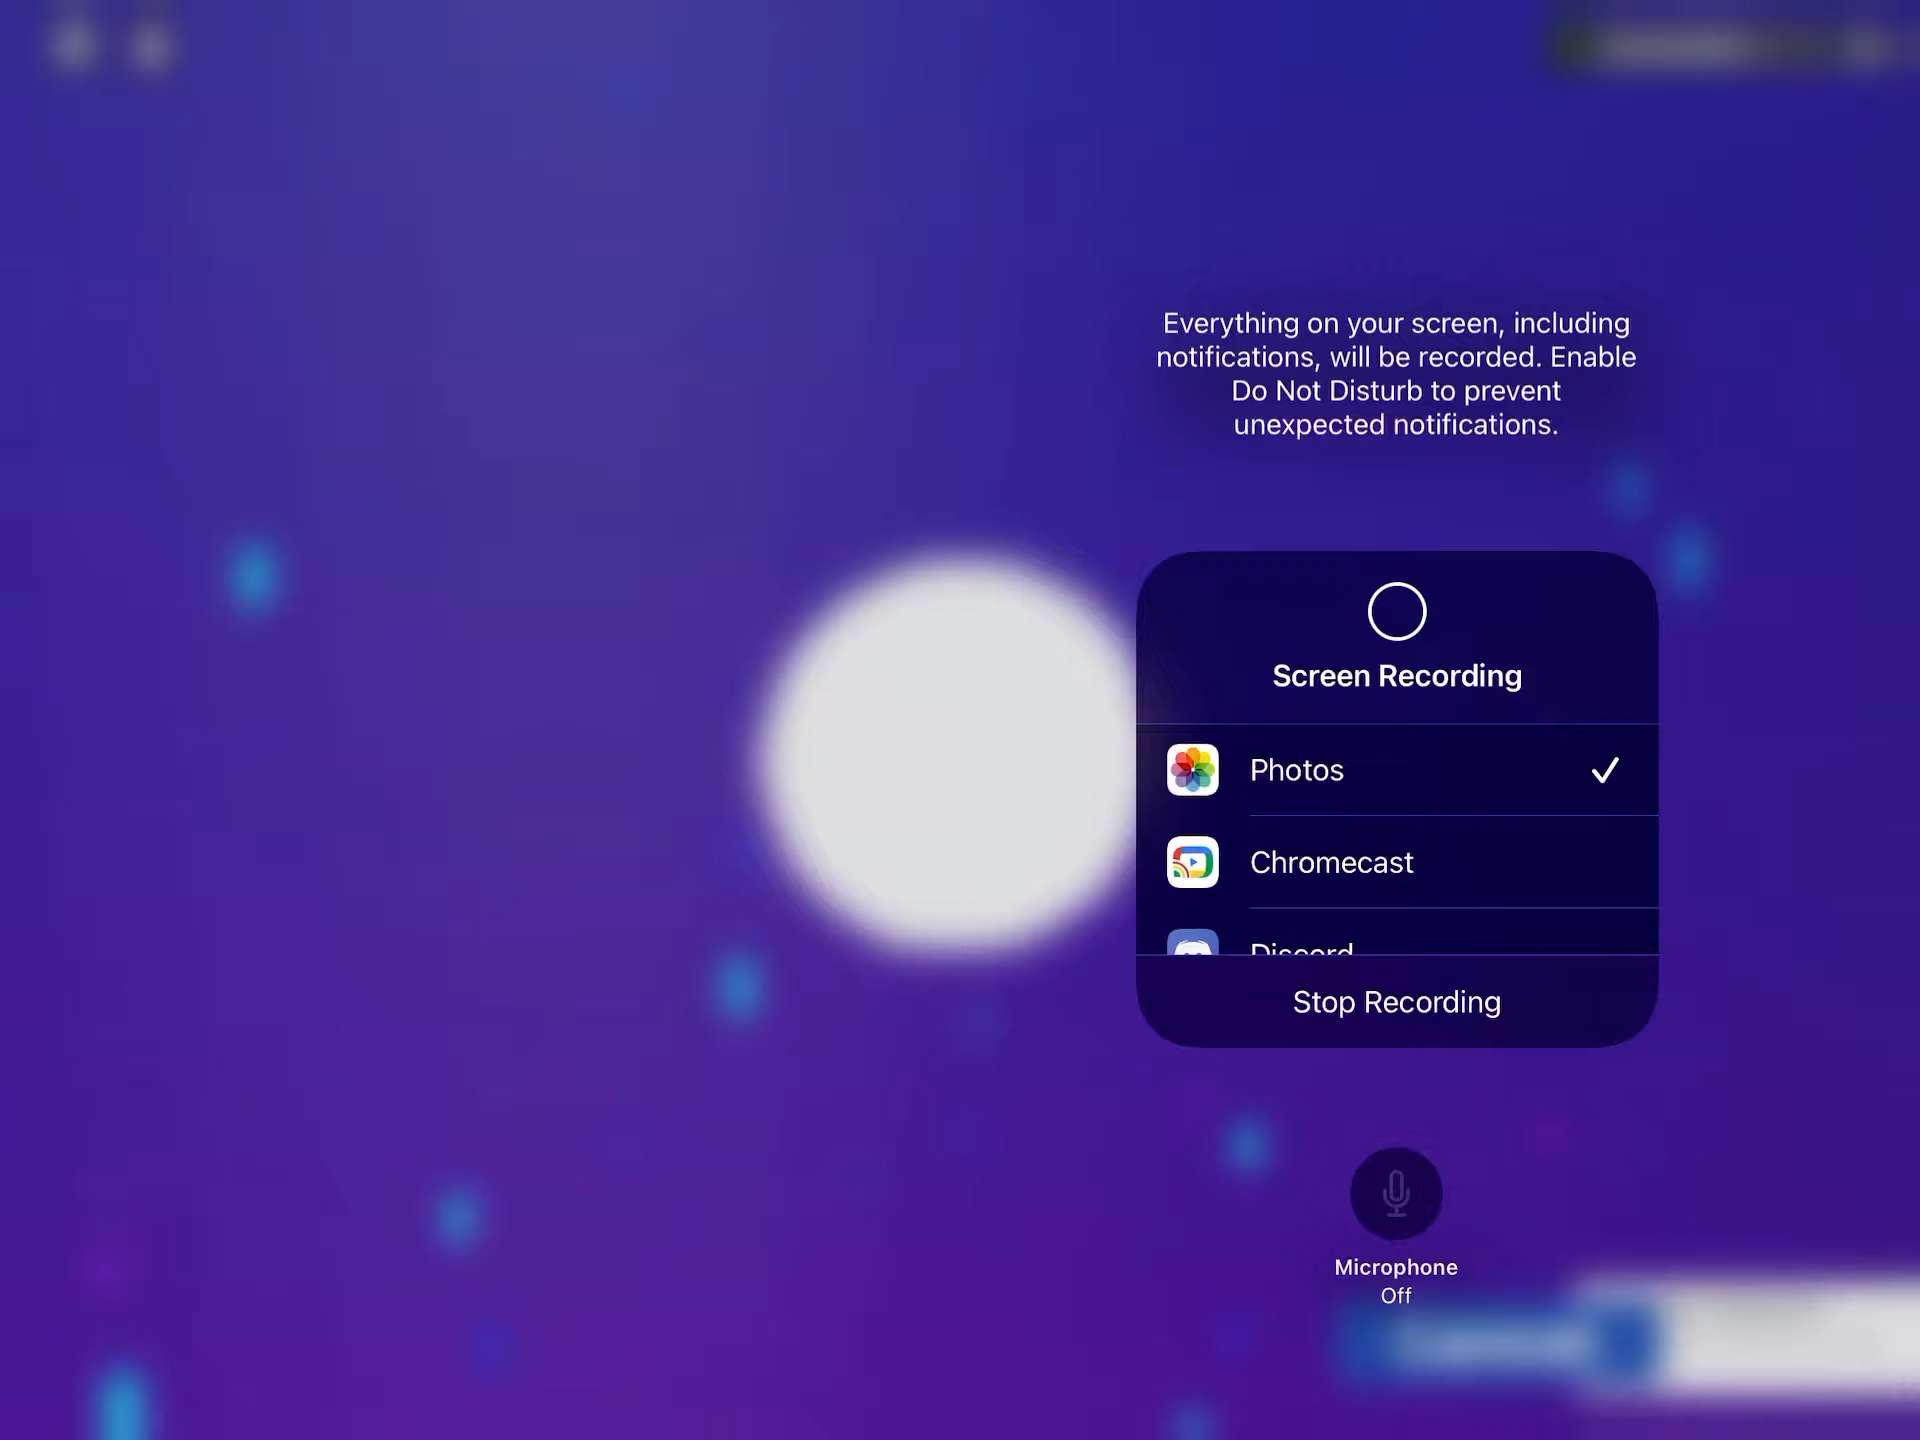 Everything on your screen, including
notifications, will be recorded. Enable
Do Not Disturb to prevent
unexpected notifications.
Screen Recording
Photos
Chromecast
Discord
Stop Recording
Microphone
Off